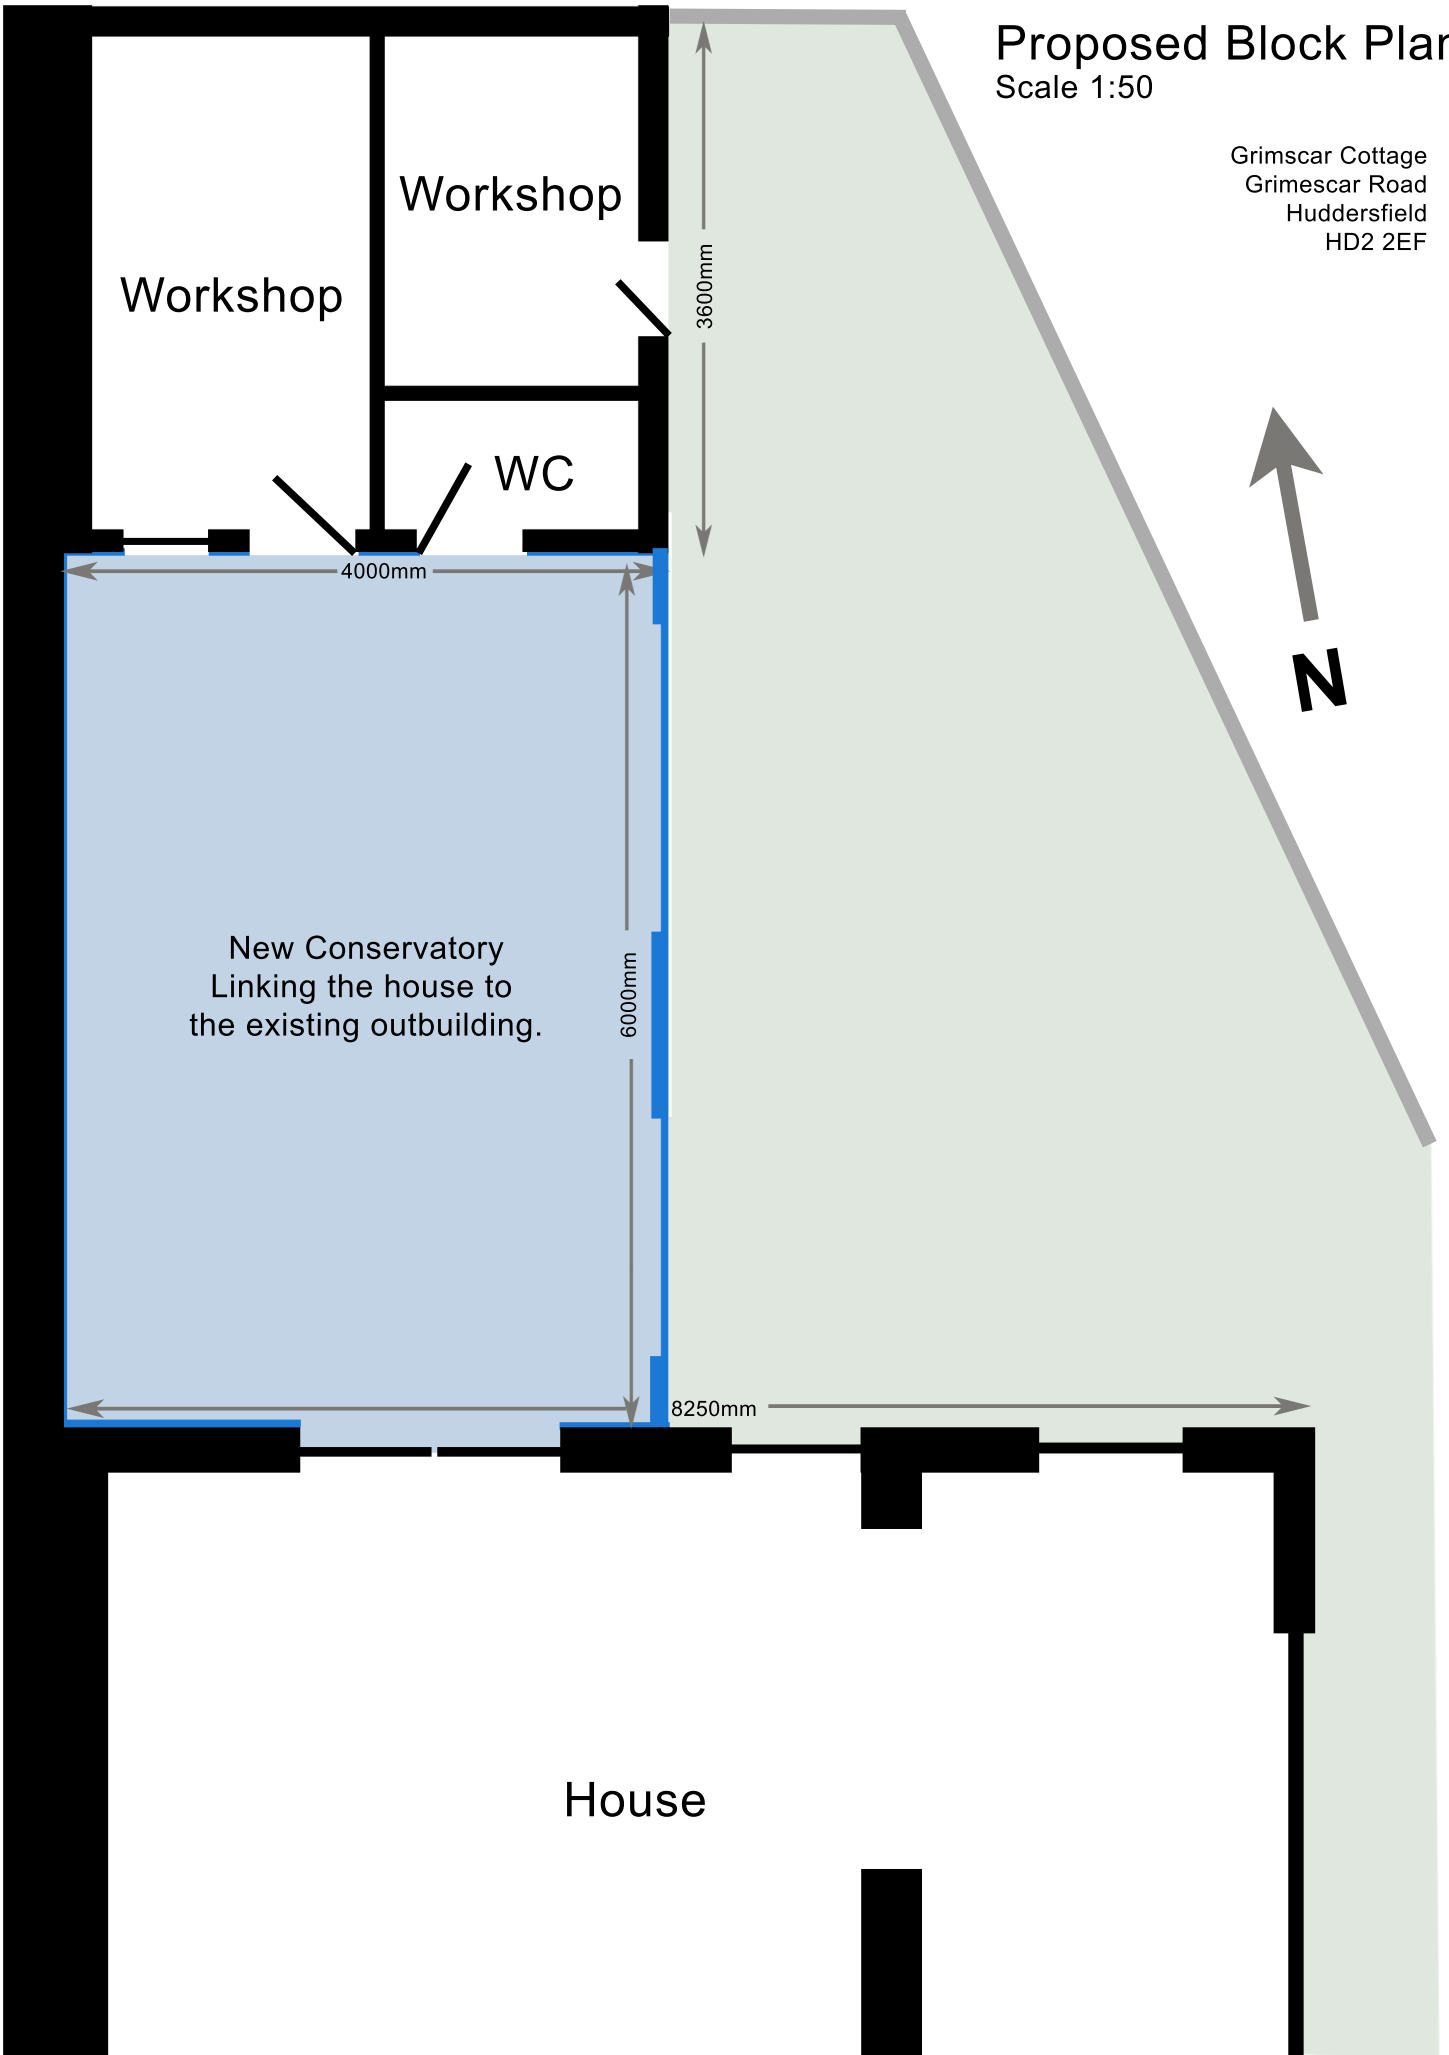 Proposed Block Plan
Scale 1:50
Grimscar Cottage
Grimescar Road
Huddersfield
HD2 2EF
Workshop
Workshop
3600mm
WC
4000mm
N
New Conservatory
Linking the house to
the existing outbuilding.
6000mm
8250mm
House